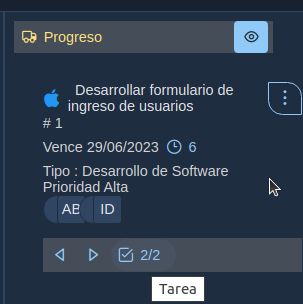 Progreso
Desarrollar formulario de
ingreso de usuarios
# 1
Vence 29/06/2023 6
Tipo : Desarrollo de Software
Prioridad Alta
AB ID
2/2
Tarea